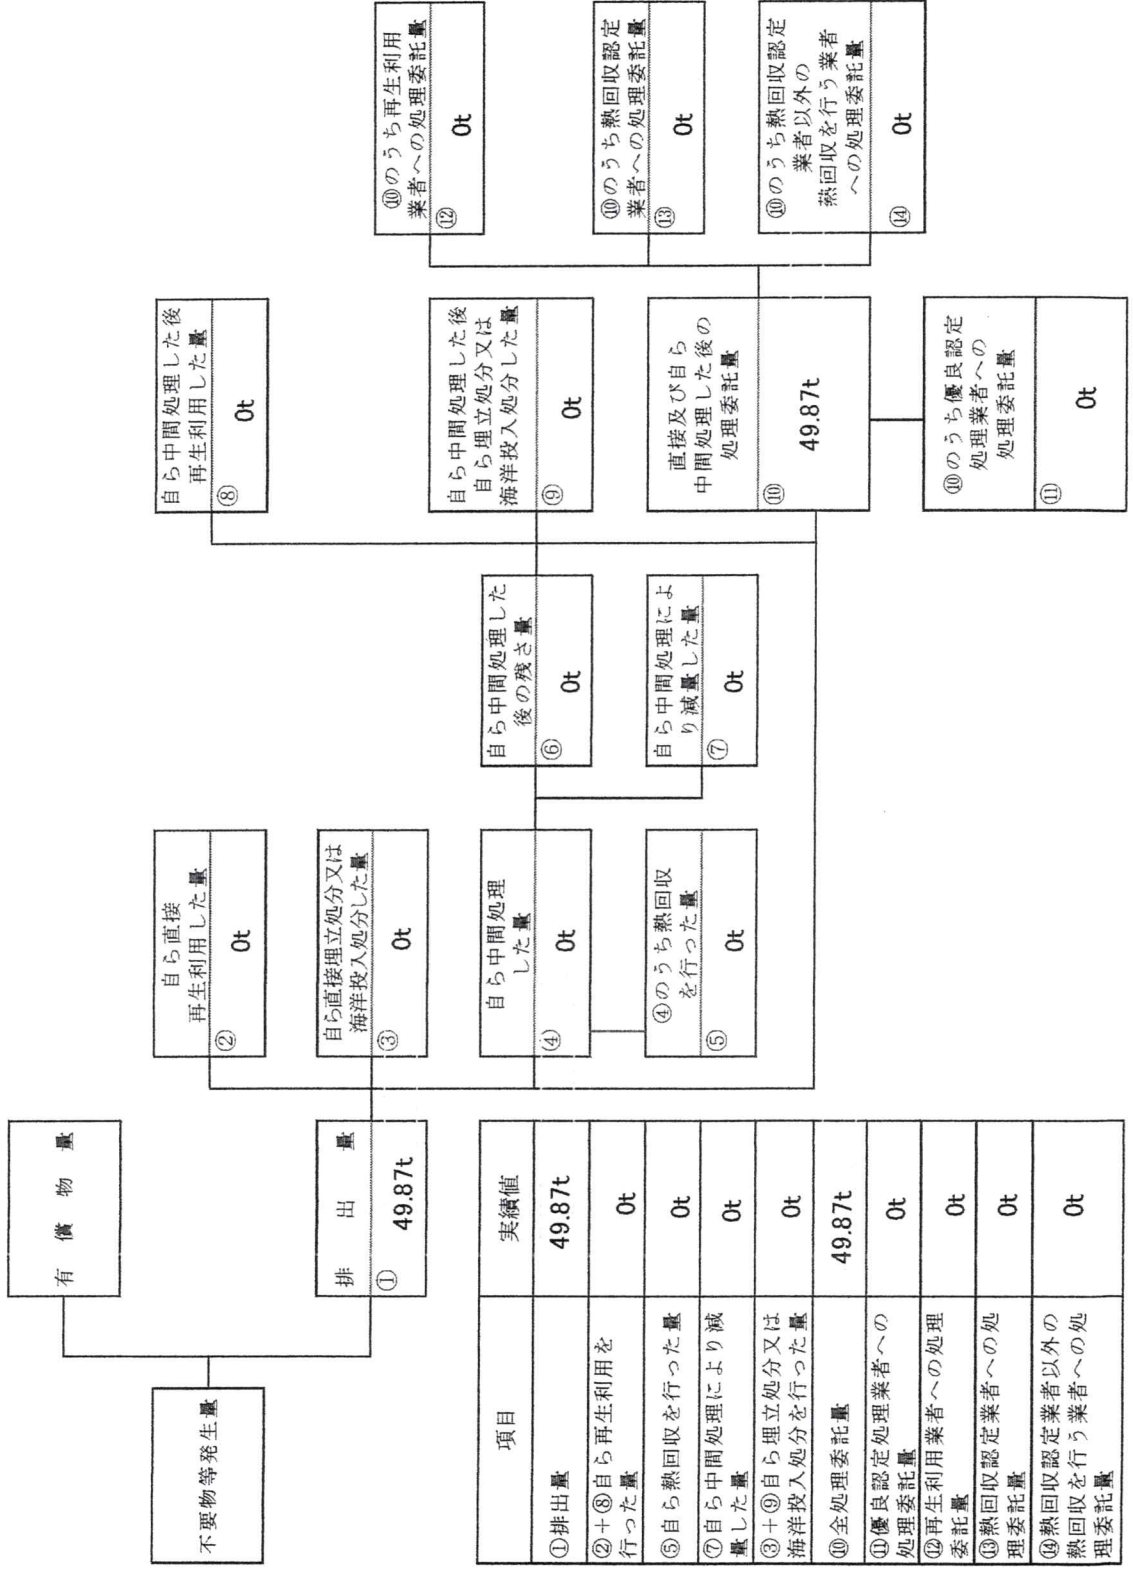 不要物等発生量
有償物量
排出量
①
49.87t
自ら直接
再生利用した量
②
0t
自ら直接埋立処分又は
海洋投入処分した量
③
0t
自ら中間処理
した量
④
0t
④のうち熱回収
を行った量
⑤
0t
自ら中間処理した
後の残さ量
⑥
0t
自ら中間処理によ
り減量した量
⑦
0t
自ら中間処理した後
再生利用した量
⑧
0t
自ら中間処理した後
自ら埋立処分又は
海洋投入処分した量
⑨
0t
直接及び自ら
中間処理した後の
処理委託量
⑩
49.87t
⑩のうち優良認定
処理業者への
処理委託量
⑪
0t
⑩のうち再生利用
業者への処理委託量
⑫
0t
⑩のうち熱回収認定
業者への処理委託量
⑬
0t
⑩のうち熱回収認定
業者以外の
熱回収を行う業者
への処理委託量
⑭
0t
項目 実績値
①排出量 49.87t
②+⑧自ら再生利用を
行った量 0t
⑤自ら熱回収を行った量 0t
⑦自ら中間処理により減
量した量 0t
③+⑨自ら埋立処分又は
海洋投入処分を行った量 0t
⑩全処理委託量 49.87t
⑪優良認定処理業者への
処理委託量 0t
⑫再生利用業者への処理
委託量 0t
⑬熱回収認定業者への処
理委託量 0t
⑭熱回収認定業者以外の
熱回収を行う業者への処
理委託量 0t